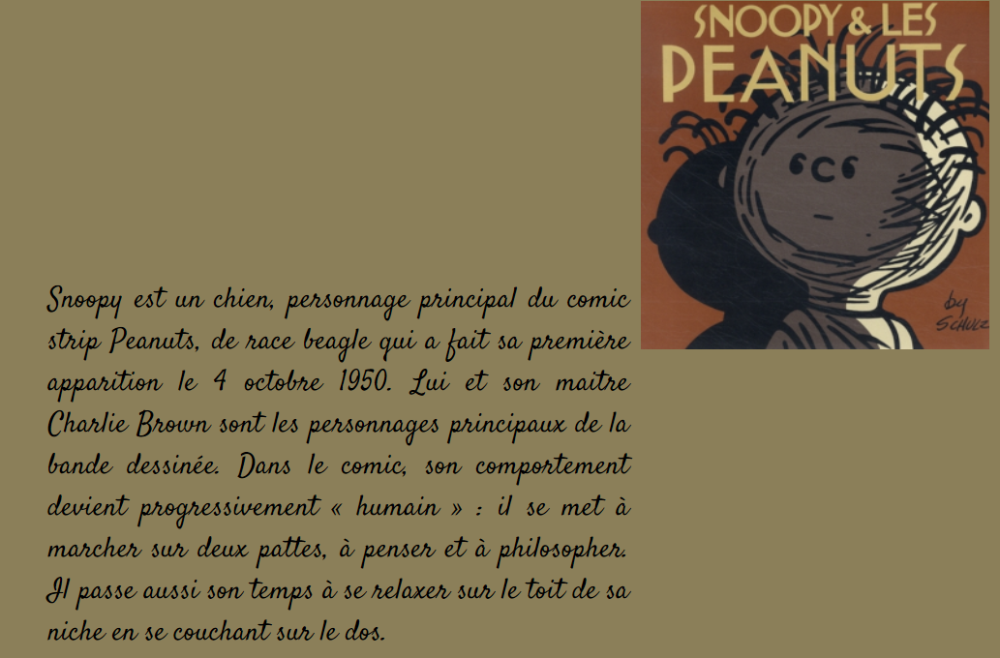 SNOOPY & LES
PEANUTS
by
SCHULZ
Snoopy est un chien, personnage principal du comic
strip Peanuts, de race beagle qui a fait sa première
apparition le 4 octobre 1950. Lui et son maitre
Charlie Brown sont les personnages principaux de la
bande dessinée. Dans le comic, son comportement
devient progressivement « humain » : il se met à
marcher sur deux pattes, à penser et à philosopher.
Il passe aussi son temps à se relaxer sur le toit de sa
niche en se couchant sur le dos.